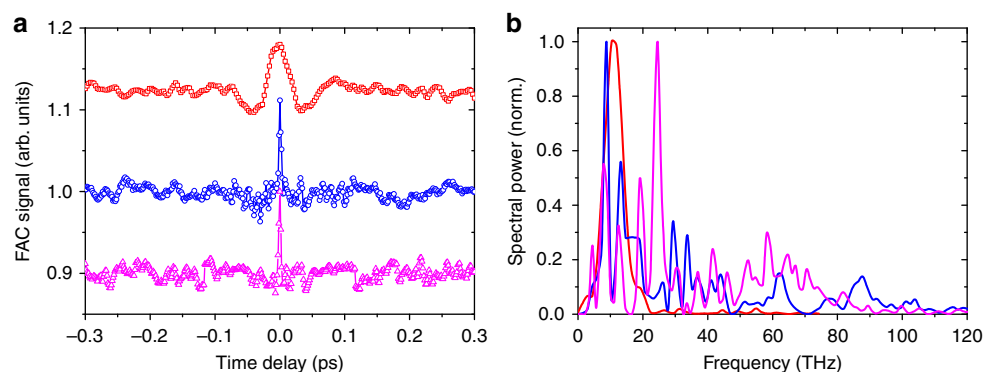 a
FAC signal (arb. units)
1.2
1.1
1.0
0.9
−0.3 −0.2 −0.1 0.0 0.1 0.2 0.3
Time delay (ps)
b
Spectral power (norm.)
1.0
0.8
0.6
0.4
0.2
0.0
0 20 40 60 80 100 120
Frequency (THz)